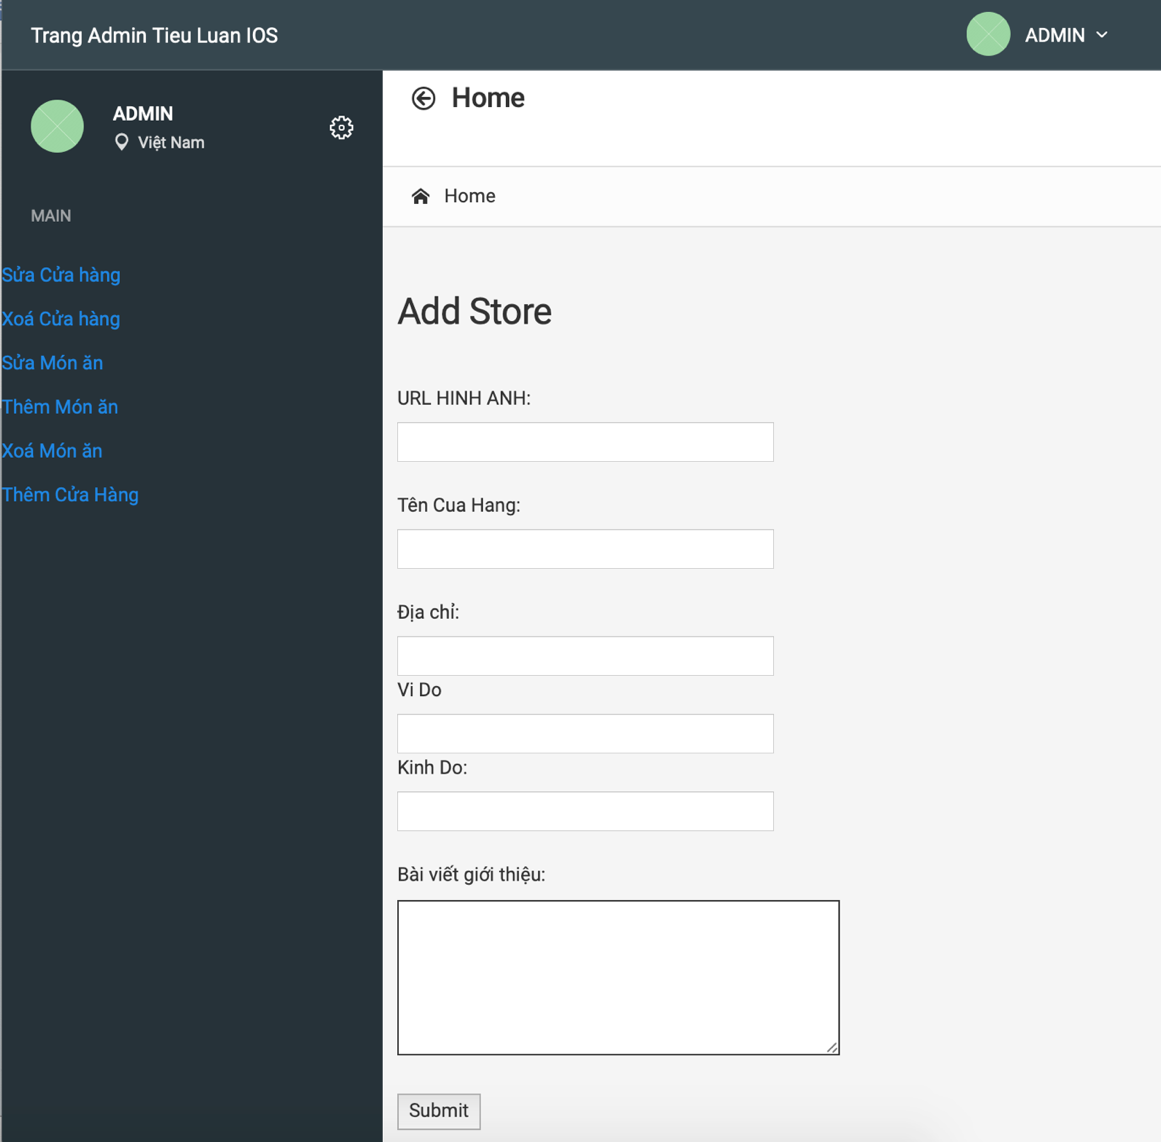 Trang Admin Tieu Luan IOS
ADMIN
ADMIN
Việt Nam
MAIN
Sửa Cửa hàng
Xoá Cửa hàng
Sửa Món ăn
Thêm Món ăn
Xoá Món ăn
Thêm Cửa Hàng
Home
Home
Add Store
URL HINH ANH:
Tên Cua Hang:
Địa chỉ:
Vi Do
Kinh Do:
Bài viết giới thiệu:
Submit